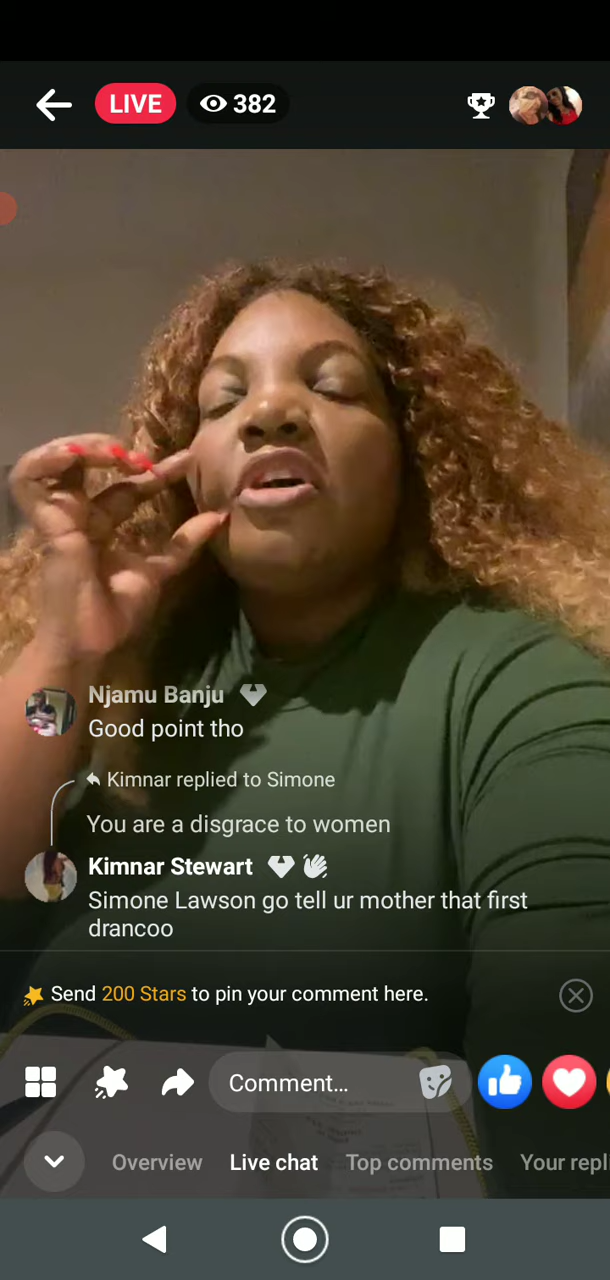 LIVE
382
Njamu Banju
Good point tho
Kimnar replied to Simone
You are a disgrace to women
Kimnar Stewart
Simone Lawson go tell ur mother that first
drancoo
Send 200 Stars to pin your comment here.
Comment...
Overview Live chat Top comments Your repl